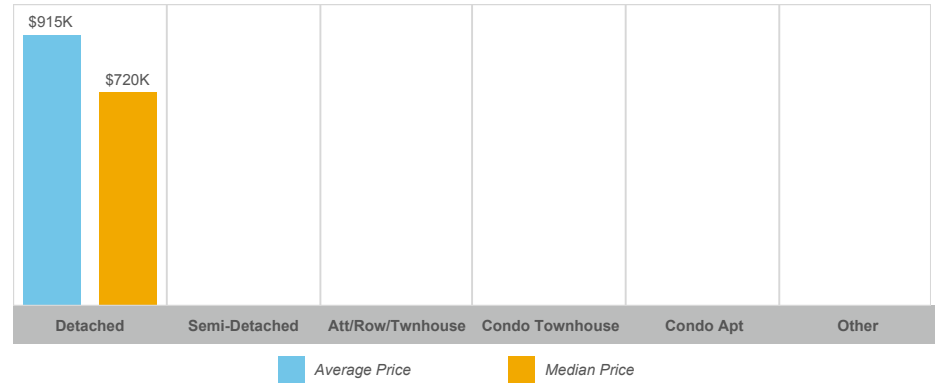 $915K
$720K
Detached Semi-Detached Att/Row/Twnhouse Condo Townhouse Condo Apt Other
Average Price Median Price